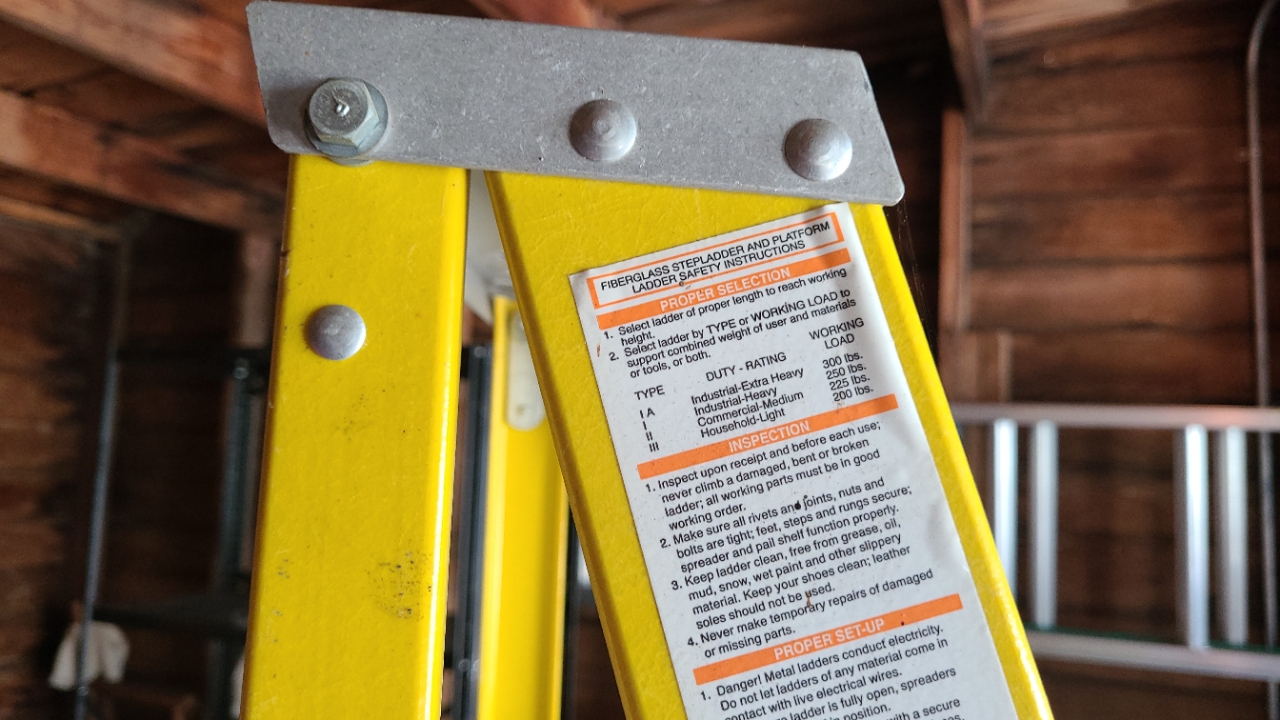 FIBERGLASS STEPLADDER AND PLATFORM
LADDER SAFETY INSTRUCTIONS
PROPER SELECTION
1. Select ladder of proper length to reach working
height.
2. Select ladder by TYPE or WORKING LOAD to
support combined weight of user and materials
or tools, or both.
WORKING
TYPE DUTY - RATING LOAD
I A Industrial-Extra Heavy 300 lbs.
I Industrial-Heavy 250 lbs.
II Commercial-Medium 225 lbs.
III Household-Light 200 lbs.
INSPECTION
1. Inspect upon receipt and before each use;
never climb a damaged, bent or broken
ladder; all working parts must be in good
working order.
2. Make sure all rivets and joints, nuts and
bolts are tight; feet, steps and rungs secure;
spreader and pail shelf function properly.
3. Keep ladder clean, free from grease, oil,
mud, snow, wet paint and other slippery
material. Keep your shoes clean; leather
soles should not be used.
4. Never make temporary repairs of damaged
or missing parts.
PROPER SET-UP
1. Danger! Metal ladders conduct electricity.
Do not let ladders of any material come in
contact with live electrical wires.
ladder is fully open, spreaders
position.
with a secure